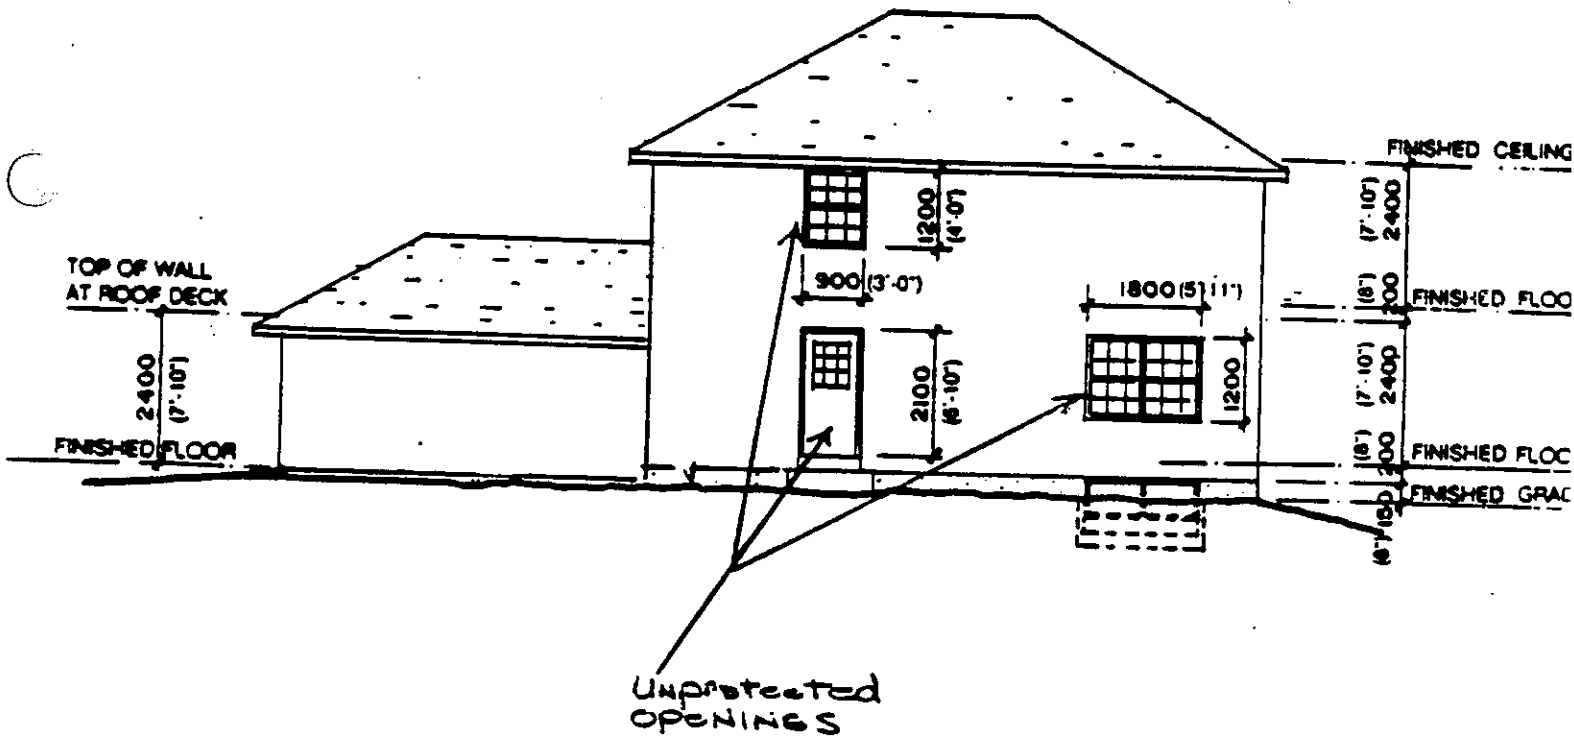 FINISHED CEILING
(7'-10")
2400
1200
(4'-0")
TOP OF WALL
AT ROOF DECK
900 (3'-0")
1800 (5'11")
(8")
200
FINISHED FLOO
2400
(7'-10")
2100
(6'-10")
1200
(7'-10")
2400
FINISHED FLOOR
(8")
200
FINISHED FLOC
FINISHED GRAD
150
(6")
Unprotected
OPENINGS